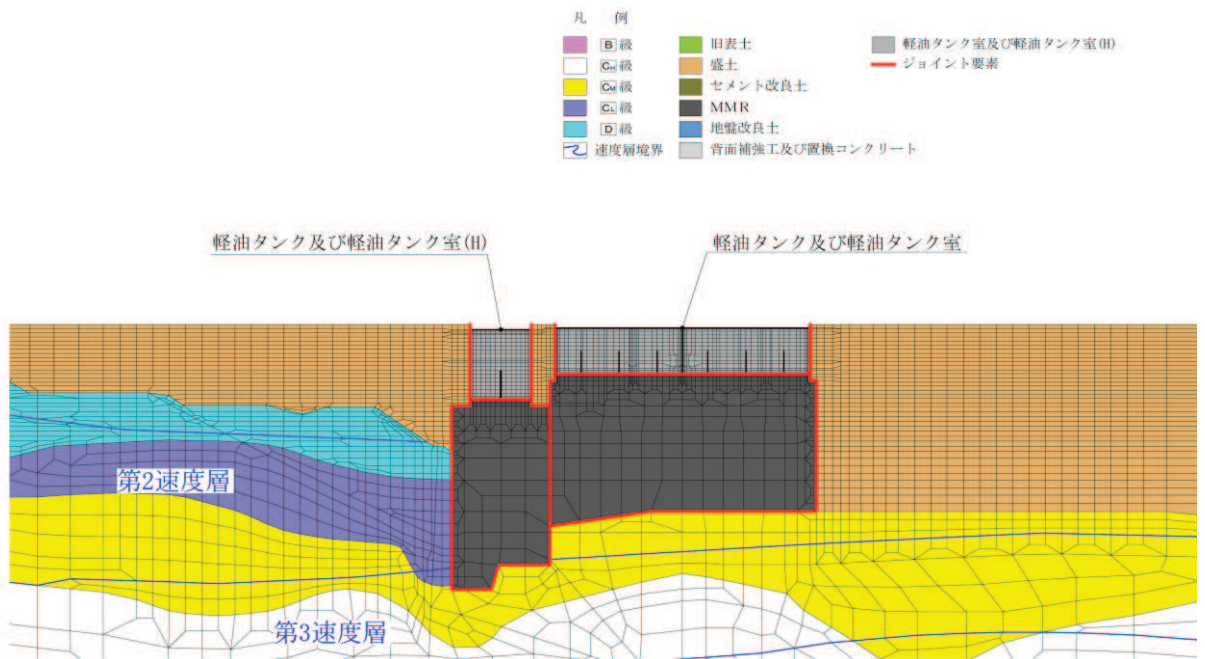 凡 例
B 級
CH 級
CM 級
CL 級
D 級
速度層境界
旧表土
盛土
セメント改良土
MMR
地盤改良土
背面補強工及び置換コンクリート
軽油タンク室及び軽油タンク室(H)
ジョイント要素
軽油タンク及び軽油タンク室(H)
軽油タンク及び軽油タンク室
第2速度層
第3速度層